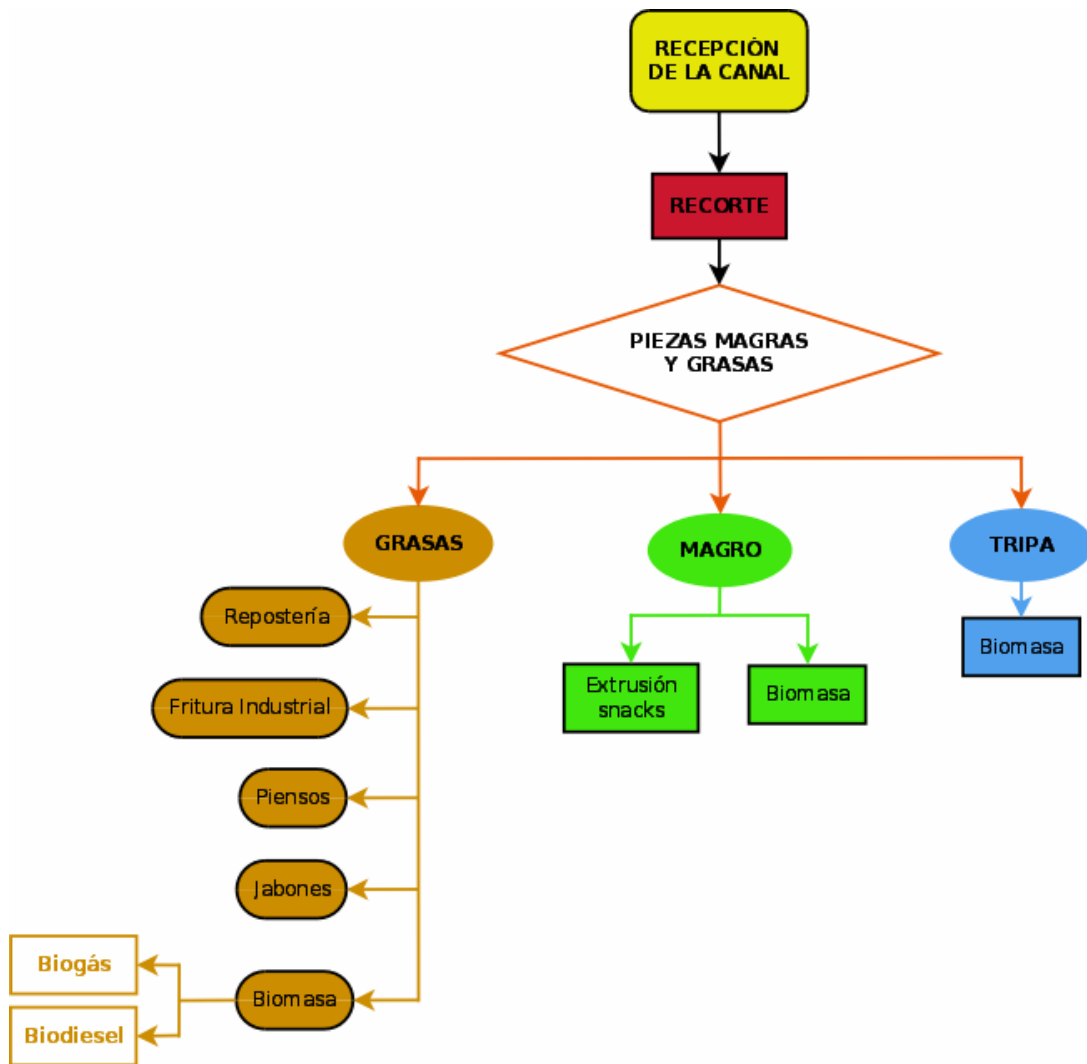 RECEPCIÓN
DE LA CANAL
RECORTE
PIEZAS MAGRAS
Y GRASAS
GRASAS
MAGRO
TRIPA
Repostería
Fritura Industrial
Piensos
Jabones
Biomasa
Biogás
Biodiesel
Extrusión
snacks
Biomasa
Biomasa